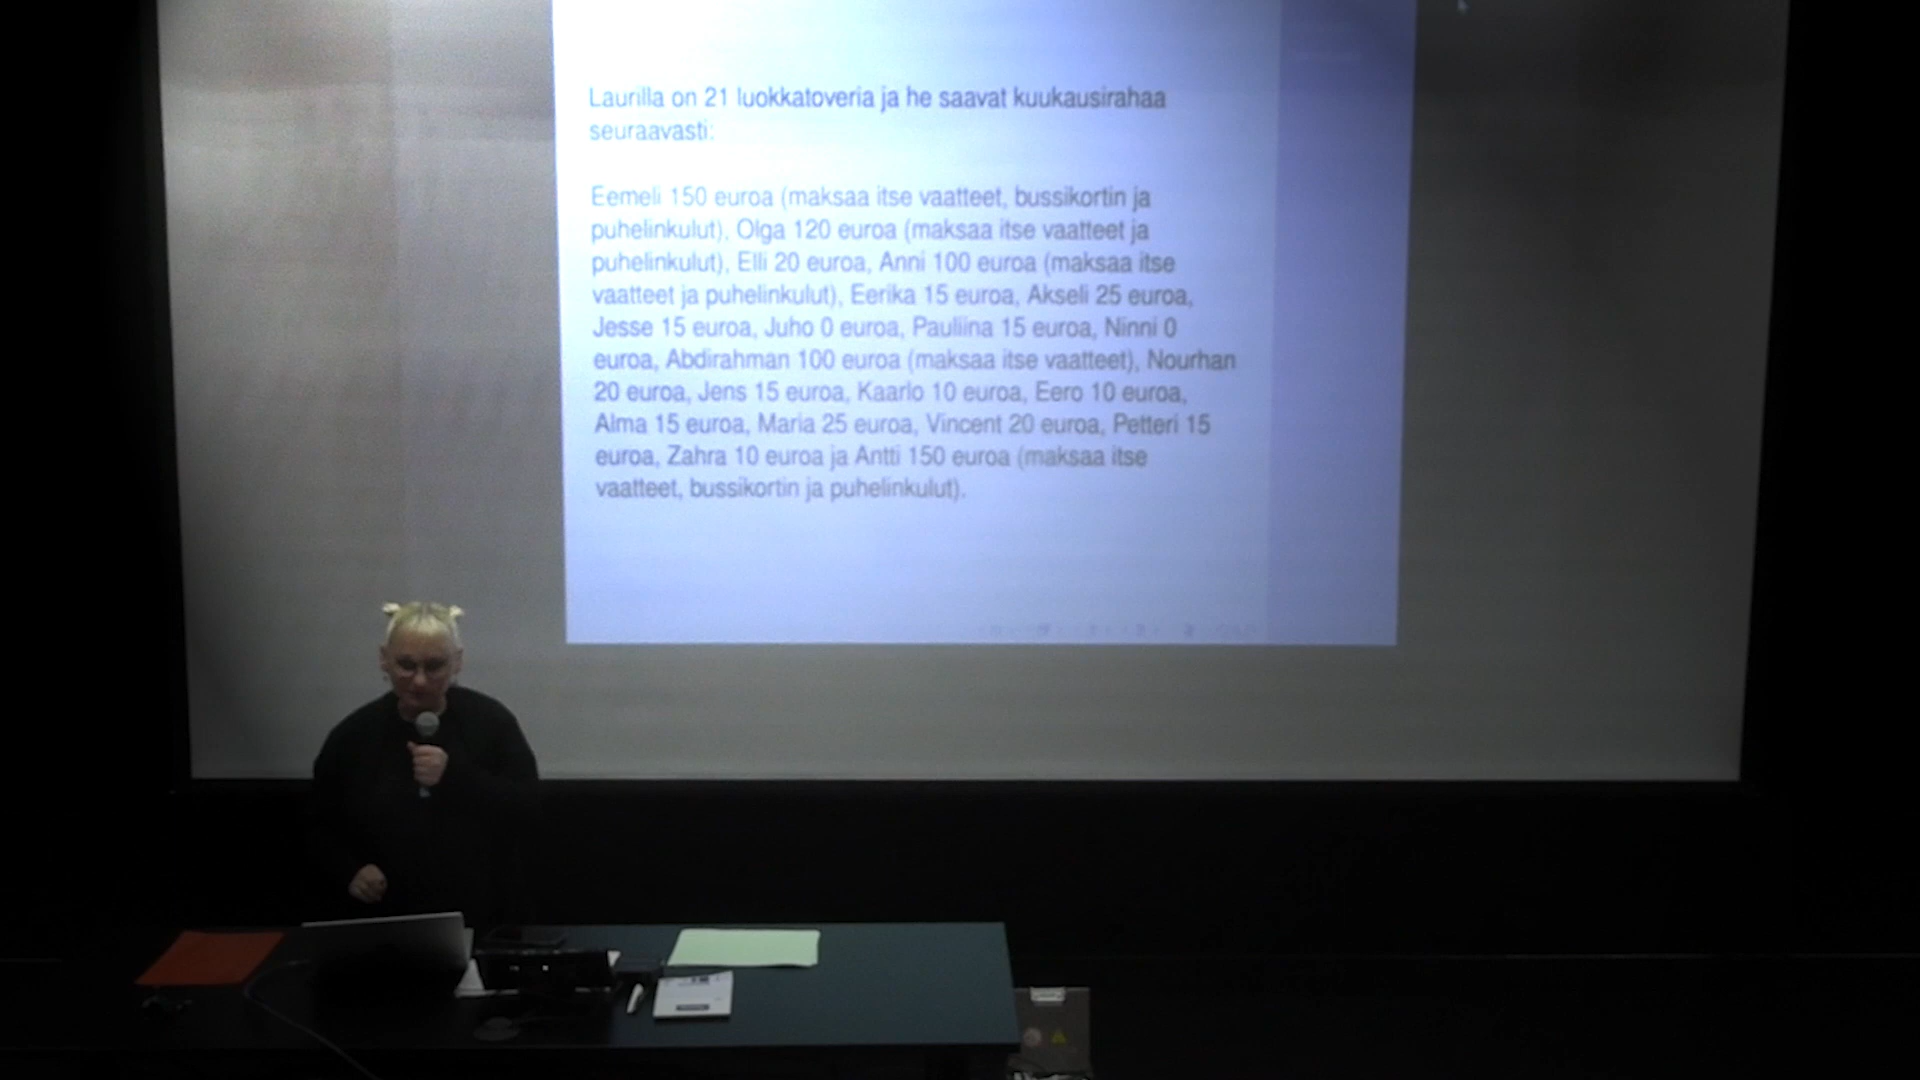 Laurilla on 21 luokkatoveria ja he saavat kuukausirahaa
seuraavasti:
Eemeli 150 euroa (maksaa itse vaatteet, bussikortin ja
puhelinkulut), Olga 120 euroa (maksaa itse vaatteet ja
puhelinkulut), Elli 20 euroa, Anni 100 euroa (maksaa itse
vaatteet ja puhelinkulut), Eerika 15 euroa, Akseli 25 euroa,
Jesse 15 euroa, Juho 0 euroa, Pauliina 15 euroa, Ninni 0
euroa, Abdirahman 100 euroa (maksaa itse vaatteet), Nourhan
20 euroa, Jens 15 euroa, Kaarlo 10 euroa, Eero 10 euroa,
Alma 15 euroa, Maria 25 euroa, Vincent 20 euroa, Petteri 15
euroa, Zahra 10 euroa ja Antti 150 euroa (maksaa itse
vaatteet, bussikortin ja puhelinkulut).